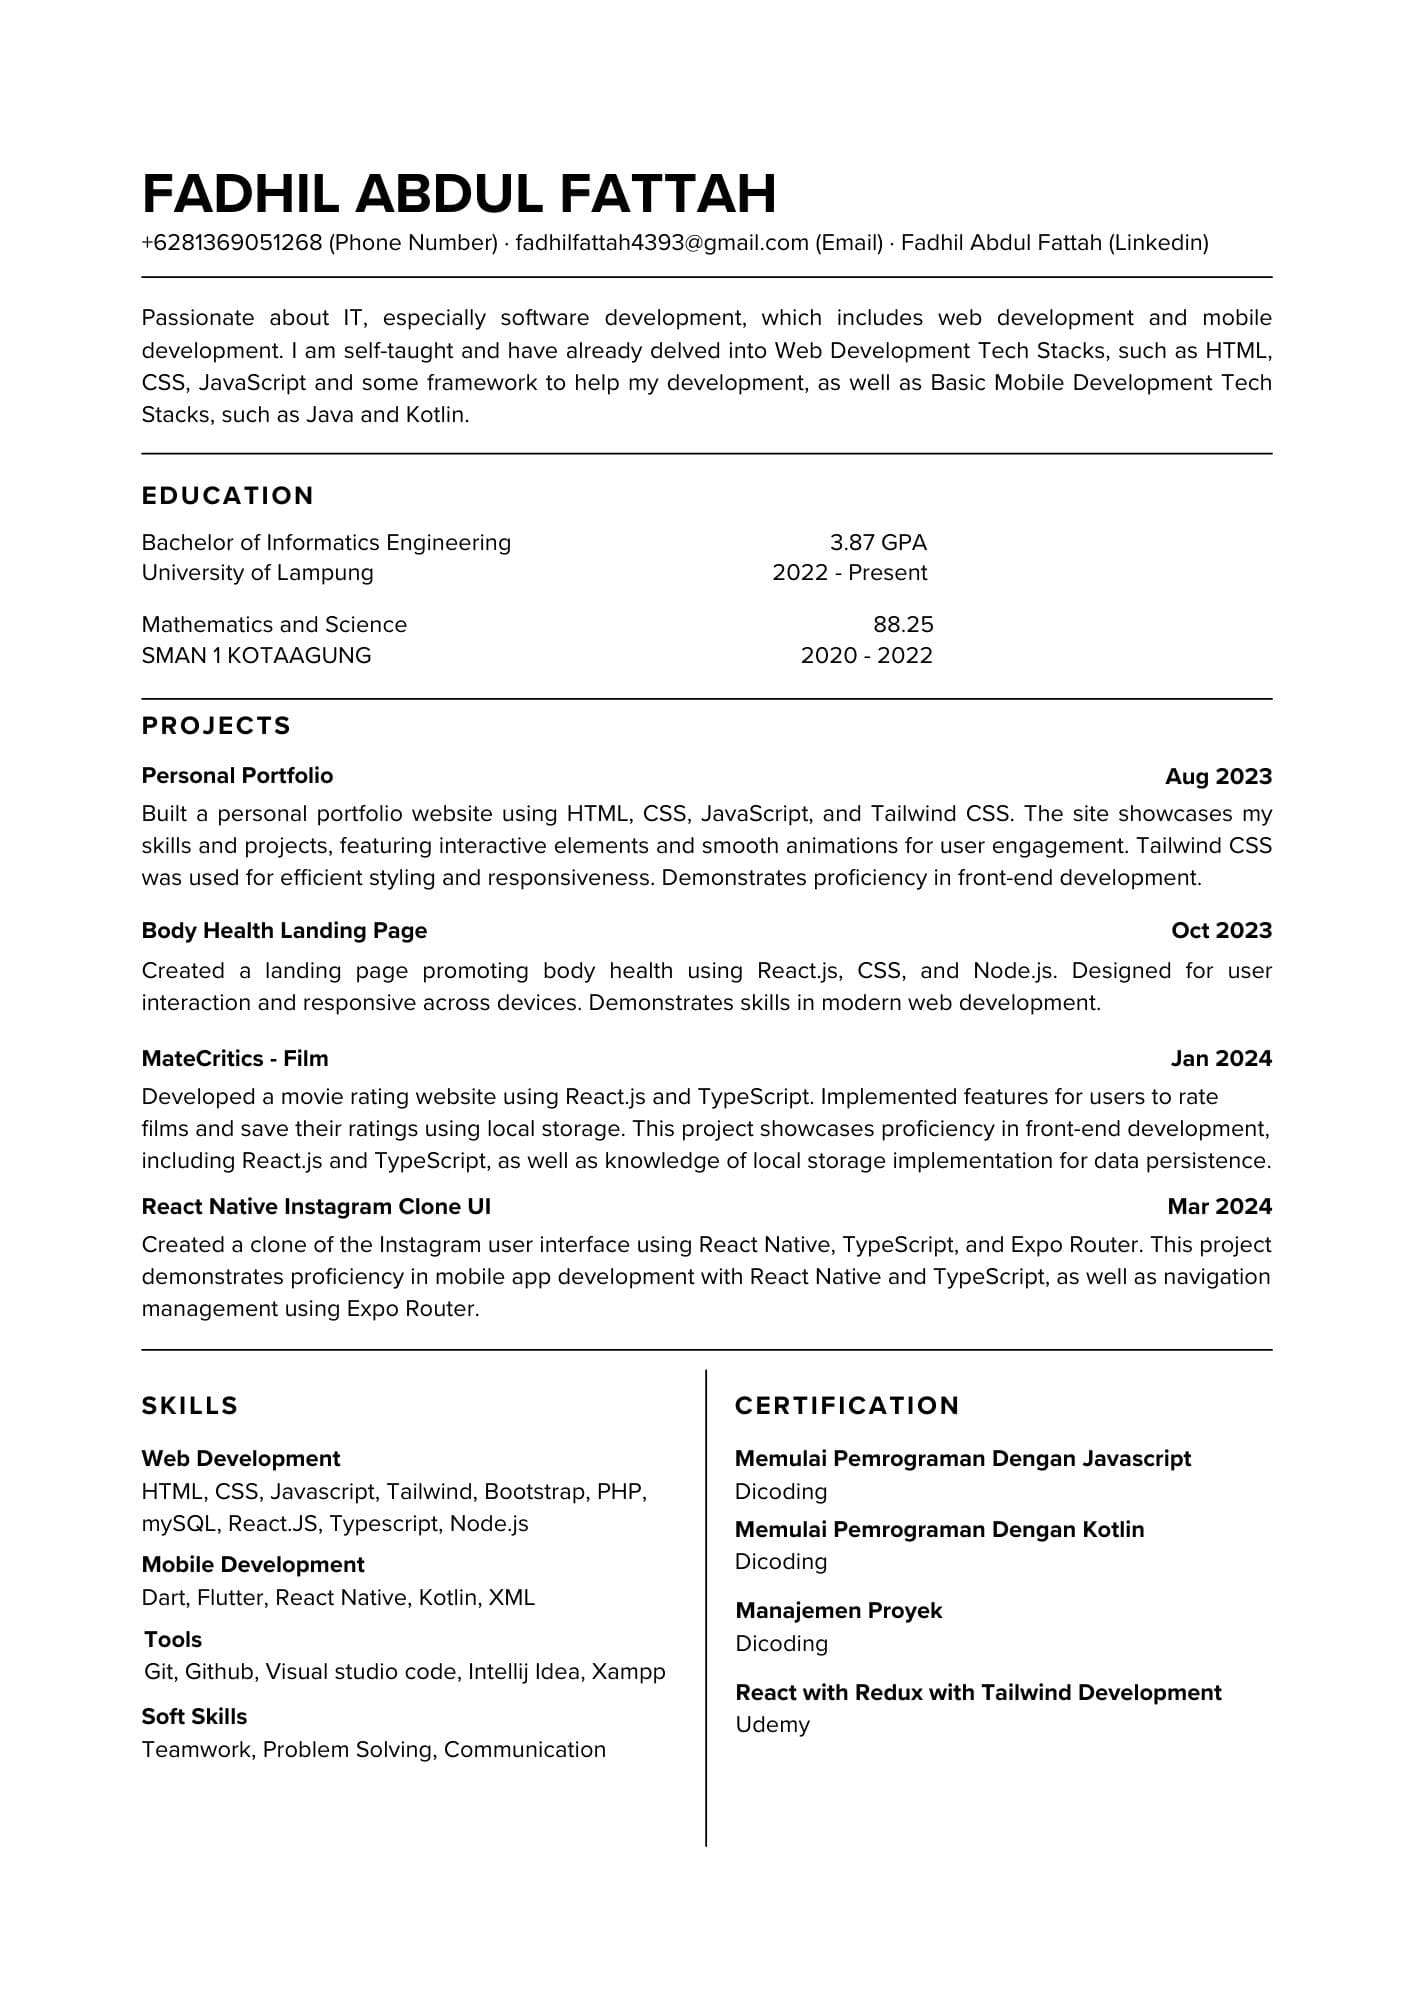 FADHIL ABDUL FATTAH
+6281369051268 (Phone Number) · fadhilfattah4393@gmail.com (Email) · Fadhil Abdul Fattah (Linkedin)
Passionate about IT, especially software development, which includes web development and mobile
development. I am self-taught and have already delved into Web Development Tech Stacks, such as HTML,
CSS, JavaScript and some framework to help my development, as well as Basic Mobile Development Tech
Stacks, such as Java and Kotlin.
EDUCATION
Bachelor of Informatics Engineering 3.87 GPA
University of Lampung 2022 - Present
Mathematics and Science 88.25
SMAN 1 KOTAAGUNG 2020 - 2022
PROJECTS
Personal Portfolio Aug 2023
Built a personal portfolio website using HTML, CSS, JavaScript, and Tailwind CSS. The site showcases my
skills and projects, featuring interactive elements and smooth animations for user engagement. Tailwind CSS
was used for efficient styling and responsiveness. Demonstrates proficiency in front-end development.
Body Health Landing Page Oct 2023
Created a landing page promoting body health using React.js, CSS, and Node.js. Designed for user
interaction and responsive across devices. Demonstrates skills in modern web development.
MateCritics - Film Jan 2024
Developed a movie rating website using React.js and TypeScript. Implemented features for users to rate
films and save their ratings using local storage. This project showcases proficiency in front-end development,
including React.js and TypeScript, as well as knowledge of local storage implementation for data persistence.
React Native Instagram Clone UI Mar 2024
Created a clone of the Instagram user interface using React Native, TypeScript, and Expo Router. This project
demonstrates proficiency in mobile app development with React Native and TypeScript, as well as navigation
management using Expo Router.
SKILLS
Web Development
HTML, CSS, Javascript, Tailwind, Bootstrap, PHP,
mySQL, React.JS, Typescript, Node.js
Mobile Development
Dart, Flutter, React Native, Kotlin, XML
Tools
Git, Github, Visual studio code, Intellij Idea, Xampp
Soft Skills
Teamwork, Problem Solving, Communication
CERTIFICATION
Memulai Pemrograman Dengan Javascript
Dicoding
Memulai Pemrograman Dengan Kotlin
Dicoding
Manajemen Proyek
Dicoding
React with Redux with Tailwind Development
Udemy